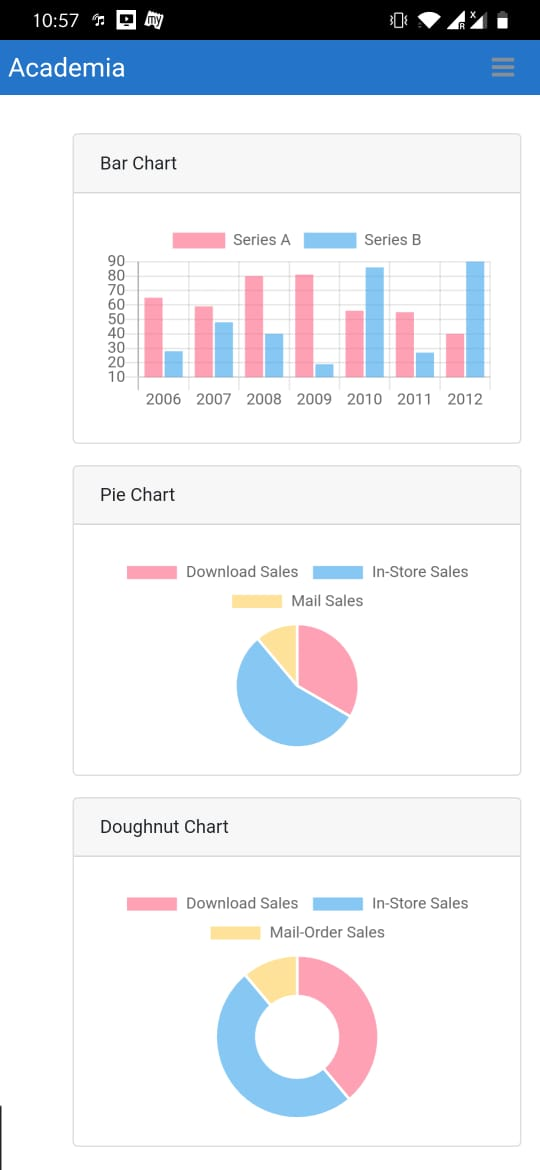 10:57
Academia
Bar Chart
Series A Series B
90
80
70
60
50
40
30
20
10
2006 2007 2008 2009 2010 2011 2012
Pie Chart
Download Sales In-Store Sales
Mail Sales
Doughnut Chart
Download Sales In-Store Sales
Mail-Order Sales